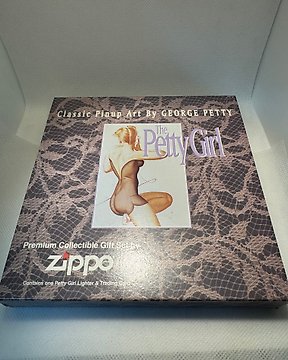 Classic Pinup Art By GEORGE PETTY
The
Petty Girl
Premium Collectible Gift Set by
Zippo
Contains one Petty Girl Lighter & Trading Card